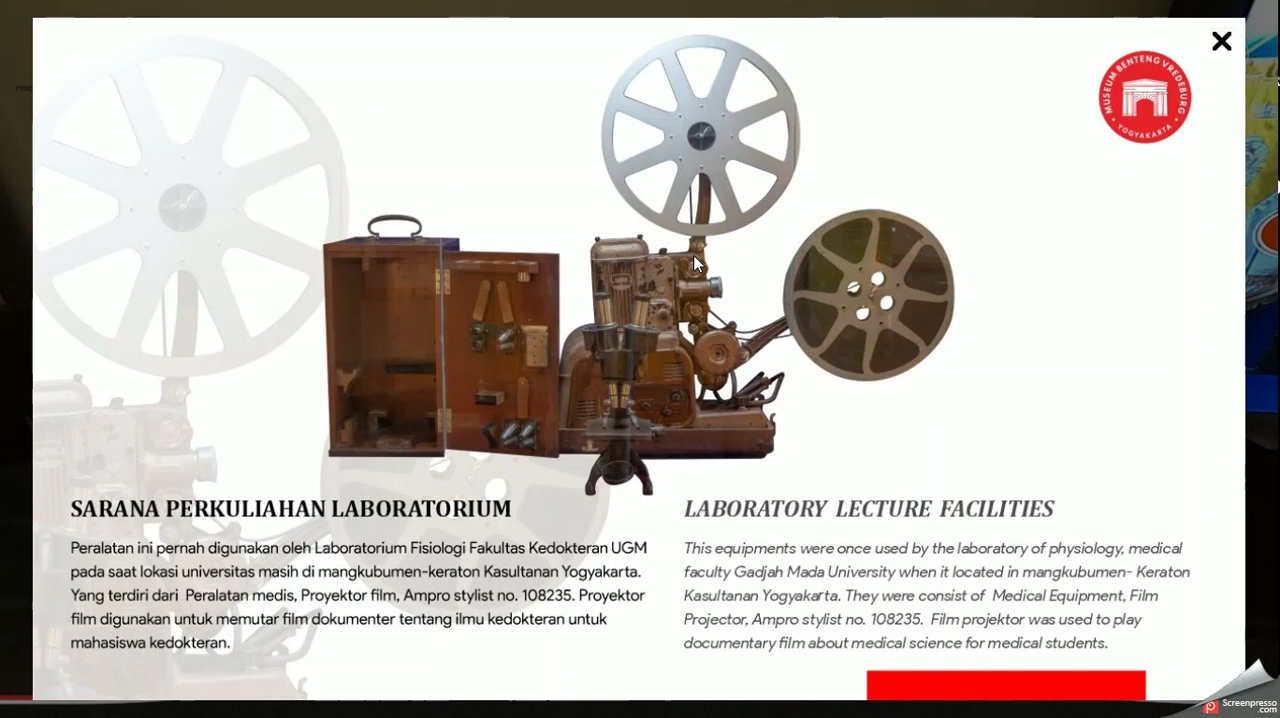 MUSEUM BENTENG VREDEBURG
YOGYAKARTA
SARANA PERKULIAHAN LABORATORIUM
Peralatan ini pernah digunakan oleh Laboratorium Fisiologi Fakultas Kedokteran UGM
pada saat lokasi universitas masih di mangkubumen-keraton Kasultanan Yogyakarta.
Yang terdiri dari Peralatan medis, Proyektor film, Ampro stylist no. 108235. Proyektor
film digunakan untuk memutar film dokumenter tentang ilmu kedokteran untuk
mahasiswa kedokteran.
LABORATORY LECTURE FACILITIES
This equipments were once used by the laboratory of physiology, medical
faculty Gadjah Mada University when it located in mangkubumen- Keraton
Kasultanan Yogyakarta. They were consist of Medical Equipment, Film
Projector, Ampro stylist no. 108235. Film projektor was used to play
documentary film about medical science for medical students.
Screenpresso
.com